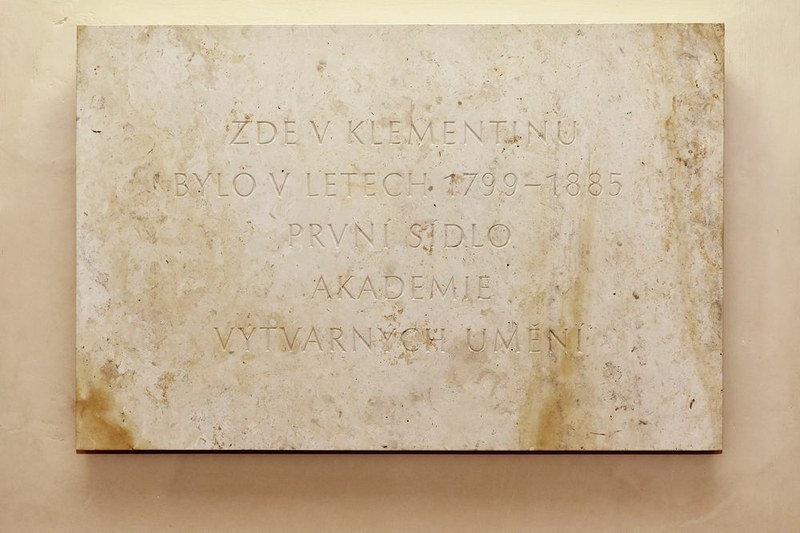 ZDE V KLEMENTINU
BYLO V LETECH 1799–1885
PRVNÍ SÍDLO
AKADEMIE
VÝTVARNÝCH UMĚNÍ